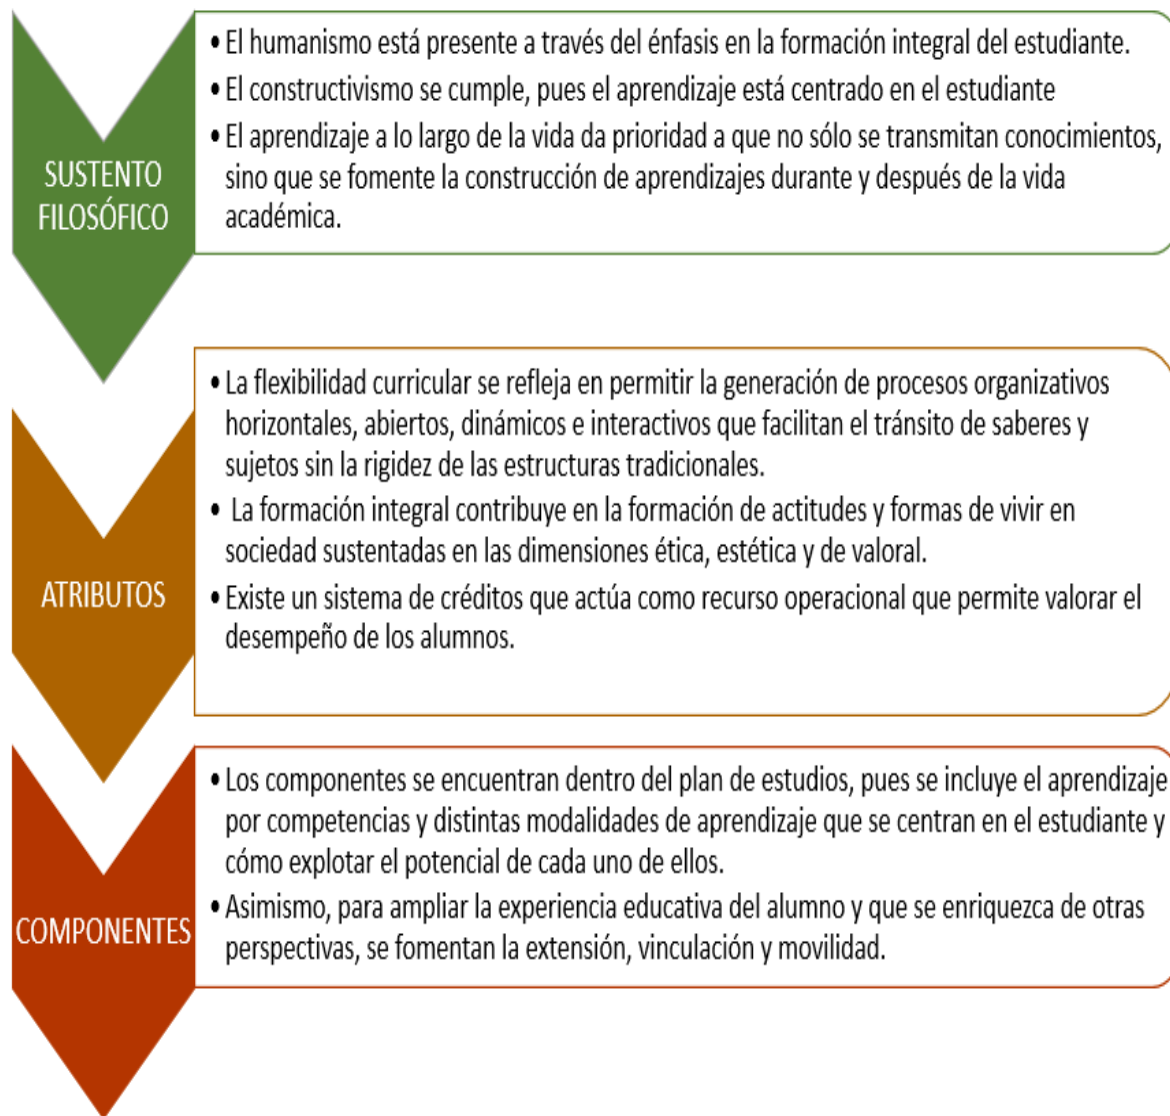 SUSTENTO
FILOSÓFICO
• El humanismo está presente a través del énfasis en la formación integral del estudiante.
• El constructivismo se cumple, pues el aprendizaje está centrado en el estudiante
• El aprendizaje a lo largo de la vida da prioridad a que no sólo se transmitan conocimientos,
sino que se fomente la construcción de aprendizajes durante y después de la vida
académica.
ATRIBUTOS
• La flexibilidad curricular se refleja en permitir la generación de procesos organizativos
horizontales, abiertos, dinámicos e interactivos que facilitan el tránsito de saberes y
sujetos sin la rigidez de las estructuras tradicionales.
• La formación integral contribuye en la formación de actitudes y formas de vivir en
sociedad sustentadas en las dimensiones ética, estética y de valoral.
• Existe un sistema de créditos que actúa como recurso operacional que permite valorar el
desempeño de los alumnos.
COMPONENTES
• Los componentes se encuentran dentro del plan de estudios, pues se incluye el aprendizaje
por competencias y distintas modalidades de aprendizaje que se centran en el estudiante y
cómo explotar el potencial de cada uno de ellos.
• Asimismo, para ampliar la experiencia educativa del alumno y que se enriquezca de otras
perspectivas, se fomentan la extensión, vinculación y movilidad.